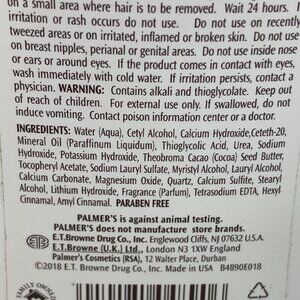 on a small area where hair is to be removed. Wait 24 hours. If
irritation or rash occurs do not use. Do not use on recently
tweezed areas or on irritated, inflamed or broken skin. Do not use
on breast nipples, perianal or genital areas. Do not use inside nose
or ears or around eyes. If the product comes in contact with eyes,
wash immediately with cold water. If irritation persists, contact a
physician. WARNING: Contains alkali and thioglycolate. Keep out
of reach of children. For external use only. If swallowed, do not
induce vomiting. Contact poison information center or a doctor.
INGREDIENTS: Water (Aqua), Cetyl Alcohol, Calcium Hydroxide, Ceteth-20,
Mineral Oil (Paraffinum Liquidum), Thioglycolic Acid, Urea, Sodium
Hydroxide, Potassium Hydroxide, Theobroma Cacao (Cocoa) Seed Butter,
Tocopheryl Acetate, Sodium Lauryl Sulfate, Myristyl Alcohol, Lauryl Alcohol,
Calcium Carbonate, Magnesium Oxide, Quartz, Calcium Silfate, Stearyl
Alcohol, Lithium Hydroxide, Fragrance (Parfum), Tetrasodium EDTA, Hexyl
Cinnamal, Amyl Cinnamal. PARABEN FREE
PALMER'S is against animal testing.
PALMER'S does not manufacture store brands.
E.T. Browne Drug Co., Inc. Englewood Cliffs, NJ 07632 U.S.A.
E.T. Browne (U.K.) Ltd. London N3 1XW England
Palmer's Cosmetics (RSA), 12 Walter Place, Durban
©2018 E.T. Browne Drug Co., Inc. Made in USA B4890E018
FAMILY OWNED